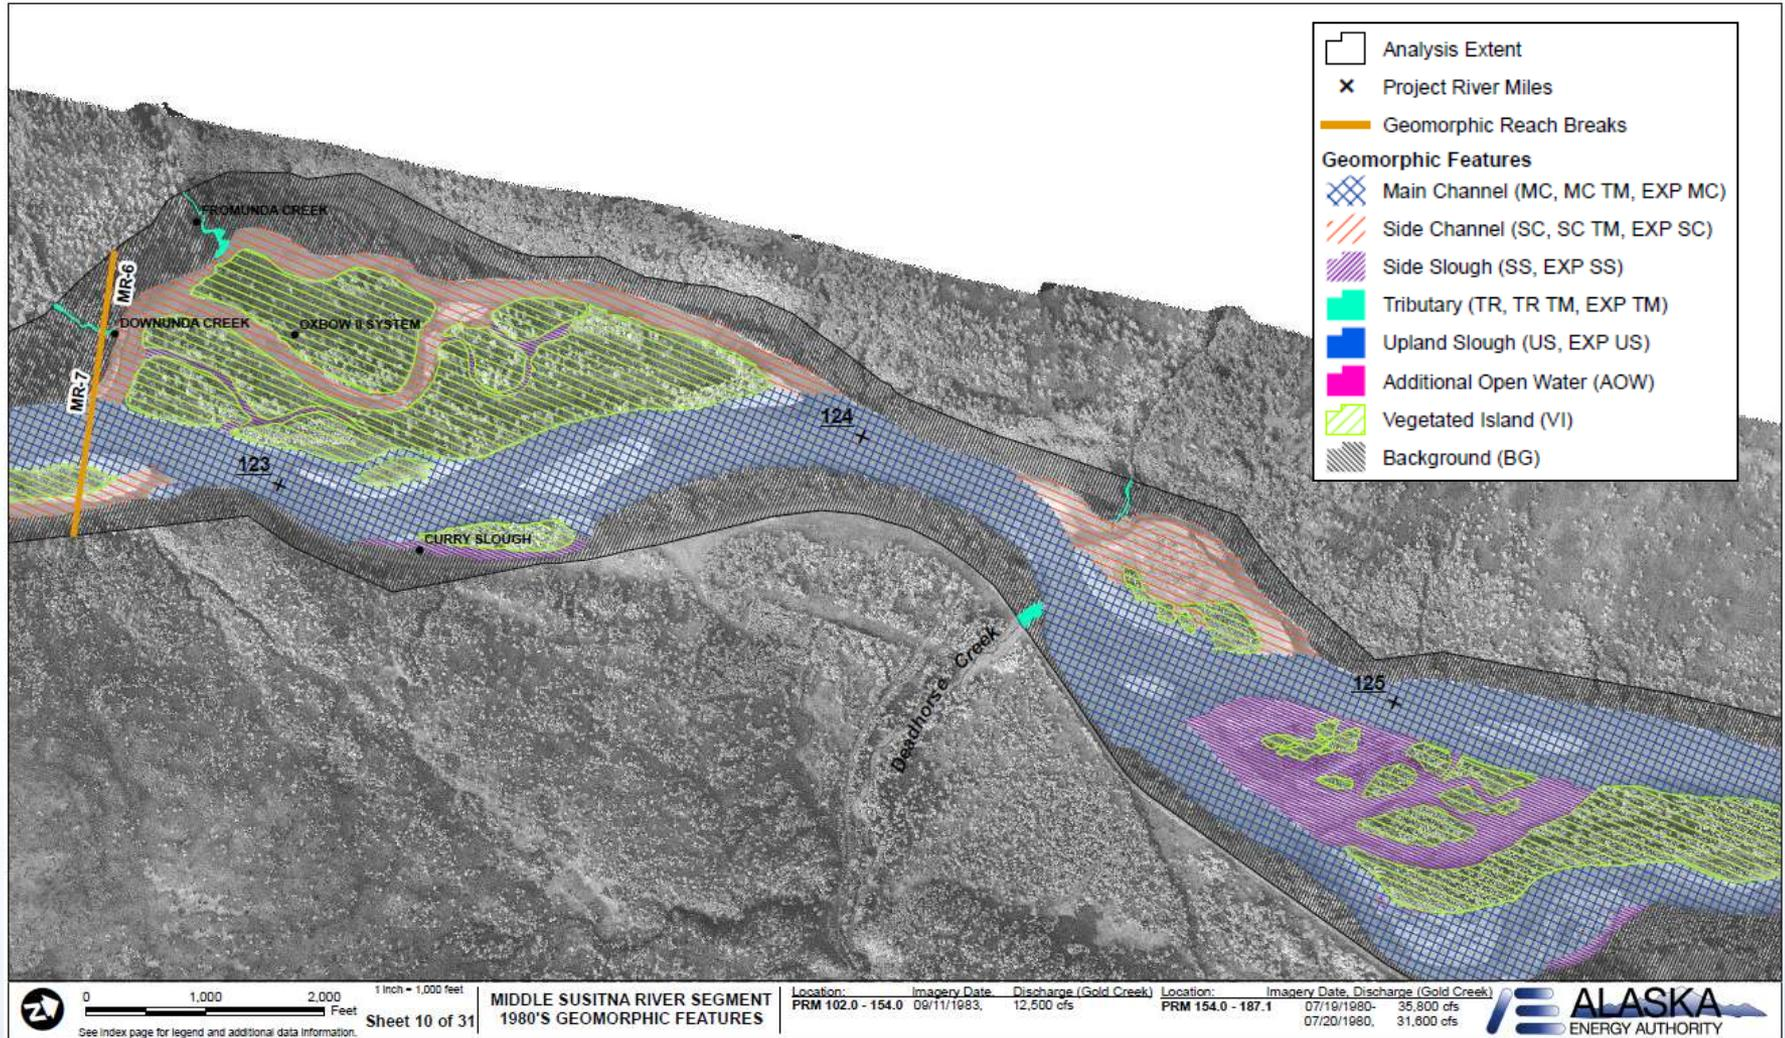 Analysis Extent
Project River Miles
Geomorphic Reach Breaks
Geomorphic Features
Main Channel (MC, MC TM, EXP MC)
Side Channel (SC, SC TM, EXP SC)
Side Slough (SS, EXP SS)
Tributary (TR, TR TM, EXP TM)
Upland Slough (US, EXP US)
Additional Open Water (AOW)
Vegetated Island (VI)
Background (BG)
FROMUNDA CREEK
MR-6
DOWNUNDA CREEK
OXBOW II SYSTEM
MR-7
124
123
CURRY SLOUGH
Deadhorse Creek
125
N
0 1,000 2,000
Feet
See index page for legend and additional data information.
1 inch = 1,000 feet
Sheet 10 of 31
MIDDLE SUSITNA RIVER SEGMENT
1980'S GEOMORPHIC FEATURES
Location: Imagery Date, Discharge (Gold Creek)
PRM 102.0 - 154.0 09/11/1983, 12,500 cfs
Location: Imagery Date, Discharge (Gold Creek)
PRM 154.0 - 187.1 07/19/1980- 35,800 cfs
07/20/1980, 31,600 cfs
ALASKA
ENERGY AUTHORITY